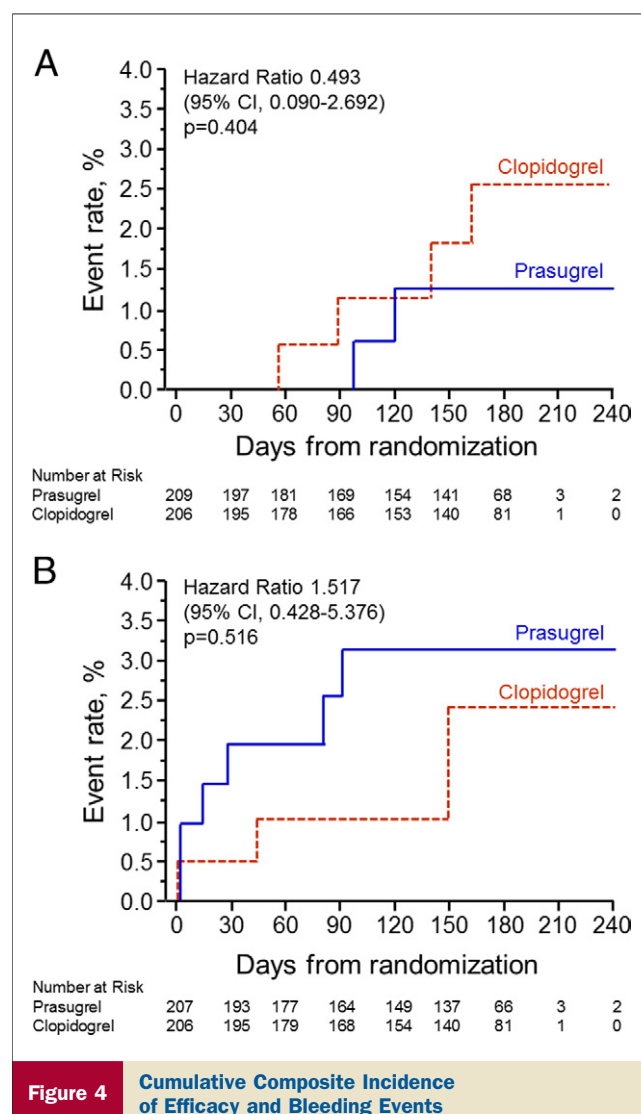 A
4.0
3.5
3.0
2.5
2.0
1.5
1.0
0.5
0.0
Event rate, %
Hazard Ratio 0.493
(95% CI, 0.090-2.692)
p=0.404
Clopidogrel
Prasugrel
0 30 60 90 120 150 180 210 240
Days from randomization
Number at Risk
Prasugrel 209 197 181 169 154 141 68 3 2
Clopidogrel 206 195 178 166 153 140 81 1 0
B
4.0
3.5
3.0
2.5
2.0
1.5
1.0
0.5
0.0
Event rate, %
Hazard Ratio 1.517
(95% CI, 0.428-5.376)
p=0.516
Prasugrel
Clopidogrel
0 30 60 90 120 150 180 210 240
Days from randomization
Number at Risk
Prasugrel 207 193 177 164 149 137 66 3 2
Clopidogrel 206 195 179 168 154 140 81 1 0
Figure 4
Cumulative Composite Incidence
of Efficacy and Bleeding Events